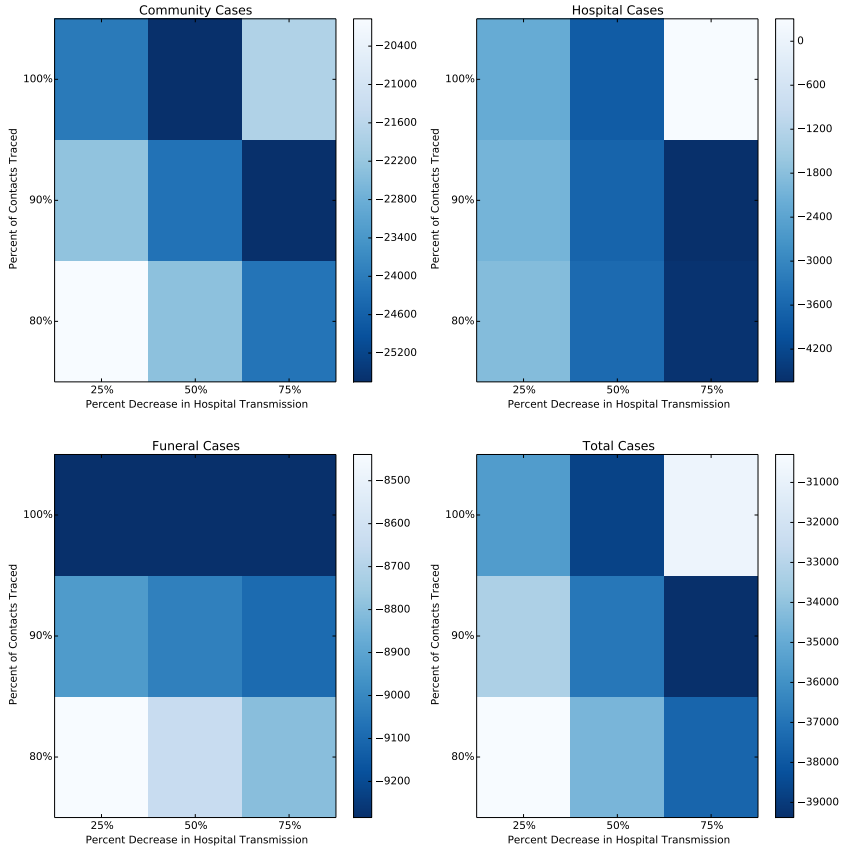 Community Cases
Percent of Contacts Traced
100%
90%
80%
25% 50% 75%
Percent Decrease in Hospital Transmission
−20400
−21000
−21600
−22200
−22800
−23400
−24000
−24600
−25200
Hospital Cases
Percent of Contacts Traced
100%
90%
80%
25% 50% 75%
Percent Decrease in Hospital Transmission
0
−600
−1200
−1800
−2400
−3000
−3600
−4200
Funeral Cases
Percent of Contacts Traced
100%
90%
80%
25% 50% 75%
Percent Decrease in Hospital Transmission
−8500
−8600
−8700
−8800
−8900
−9000
−9100
−9200
Total Cases
Percent of Contacts Traced
100%
90%
80%
25% 50% 75%
Percent Decrease in Hospital Transmission
−31000
−32000
−33000
−34000
−35000
−36000
−37000
−38000
−39000